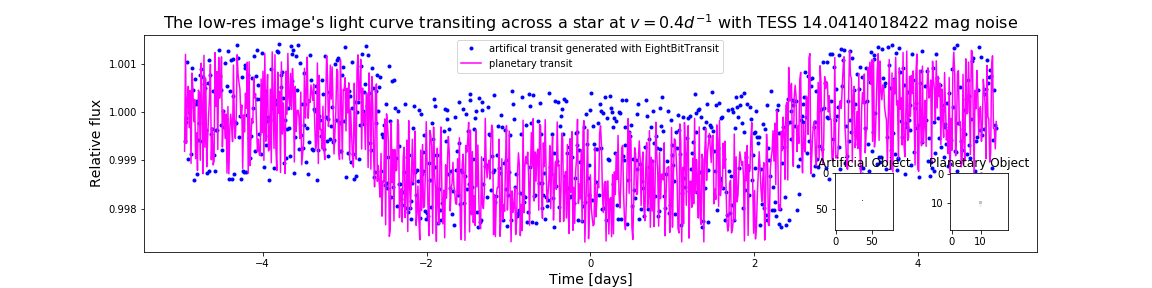 The low-res image's light curve transiting across a star at v = 0.4d⁻¹ with TESS 14.0414018422 mag noise
artifical transit generated with EightBitTransit
planetary transit
Relative flux
1.001
1.000
0.999
0.998
Artificial Object
Planetary Object
0
50
0
50
0
10
0
10
−4
−2
0
2
4
Time [days]